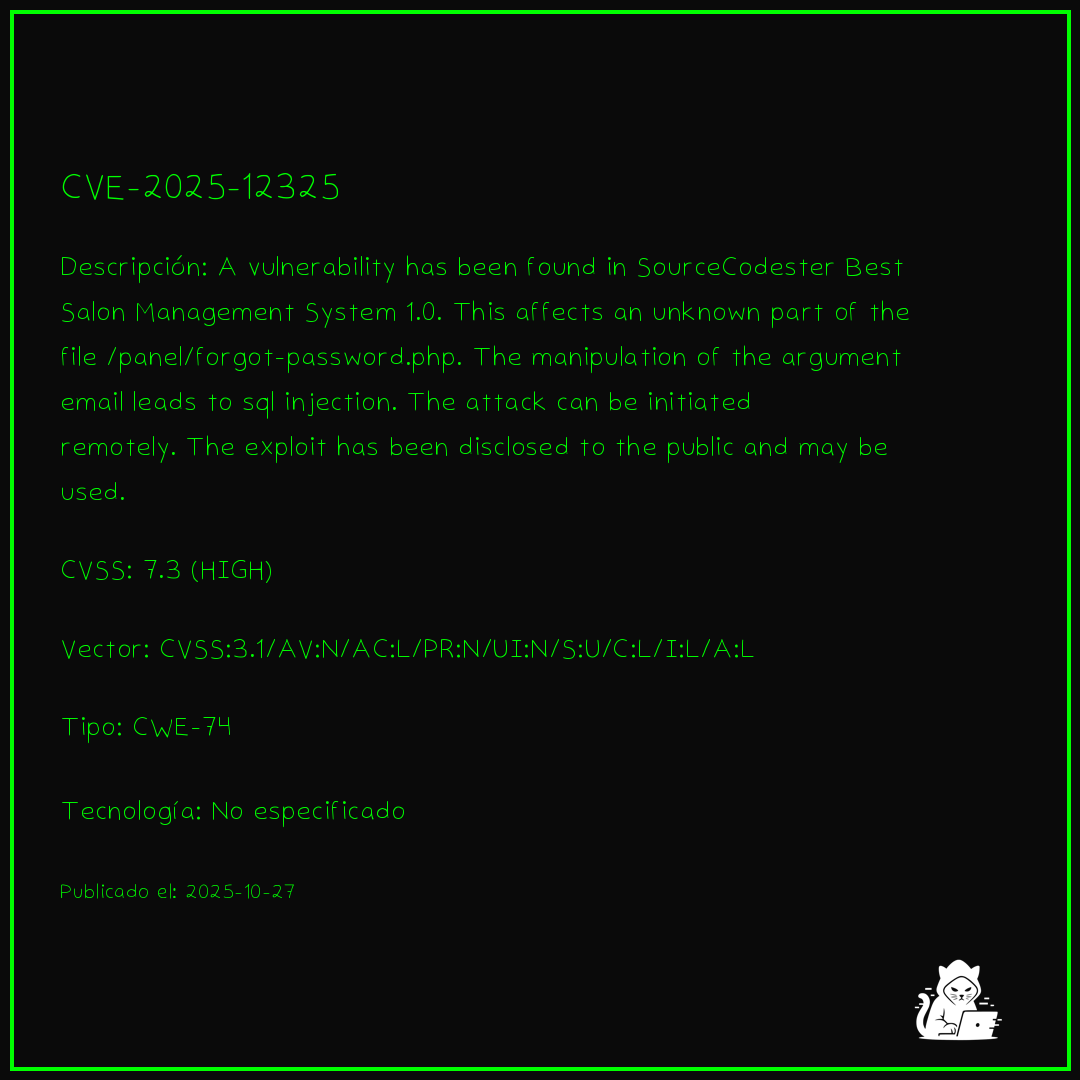 CVE-2025-12325
Descripción: A vulnerability has been found in SourceCodester Best
Salon Management System 1.0. This affects an unknown part of the
file /panel/forgot-password.php. The manipulation of the argument
email leads to sql injection. The attack can be initiated
remotely. The exploit has been disclosed to the public and may be
used.
CVSS: 7.3 (HIGH)
Vector: CVSS:3.1/AV:N/AC:L/PR:N/UI:N/S:U/C:L/I:L/A:L
Tipo: CWE-74
Tecnología: No especificado
Publicado el: 2025-10-27